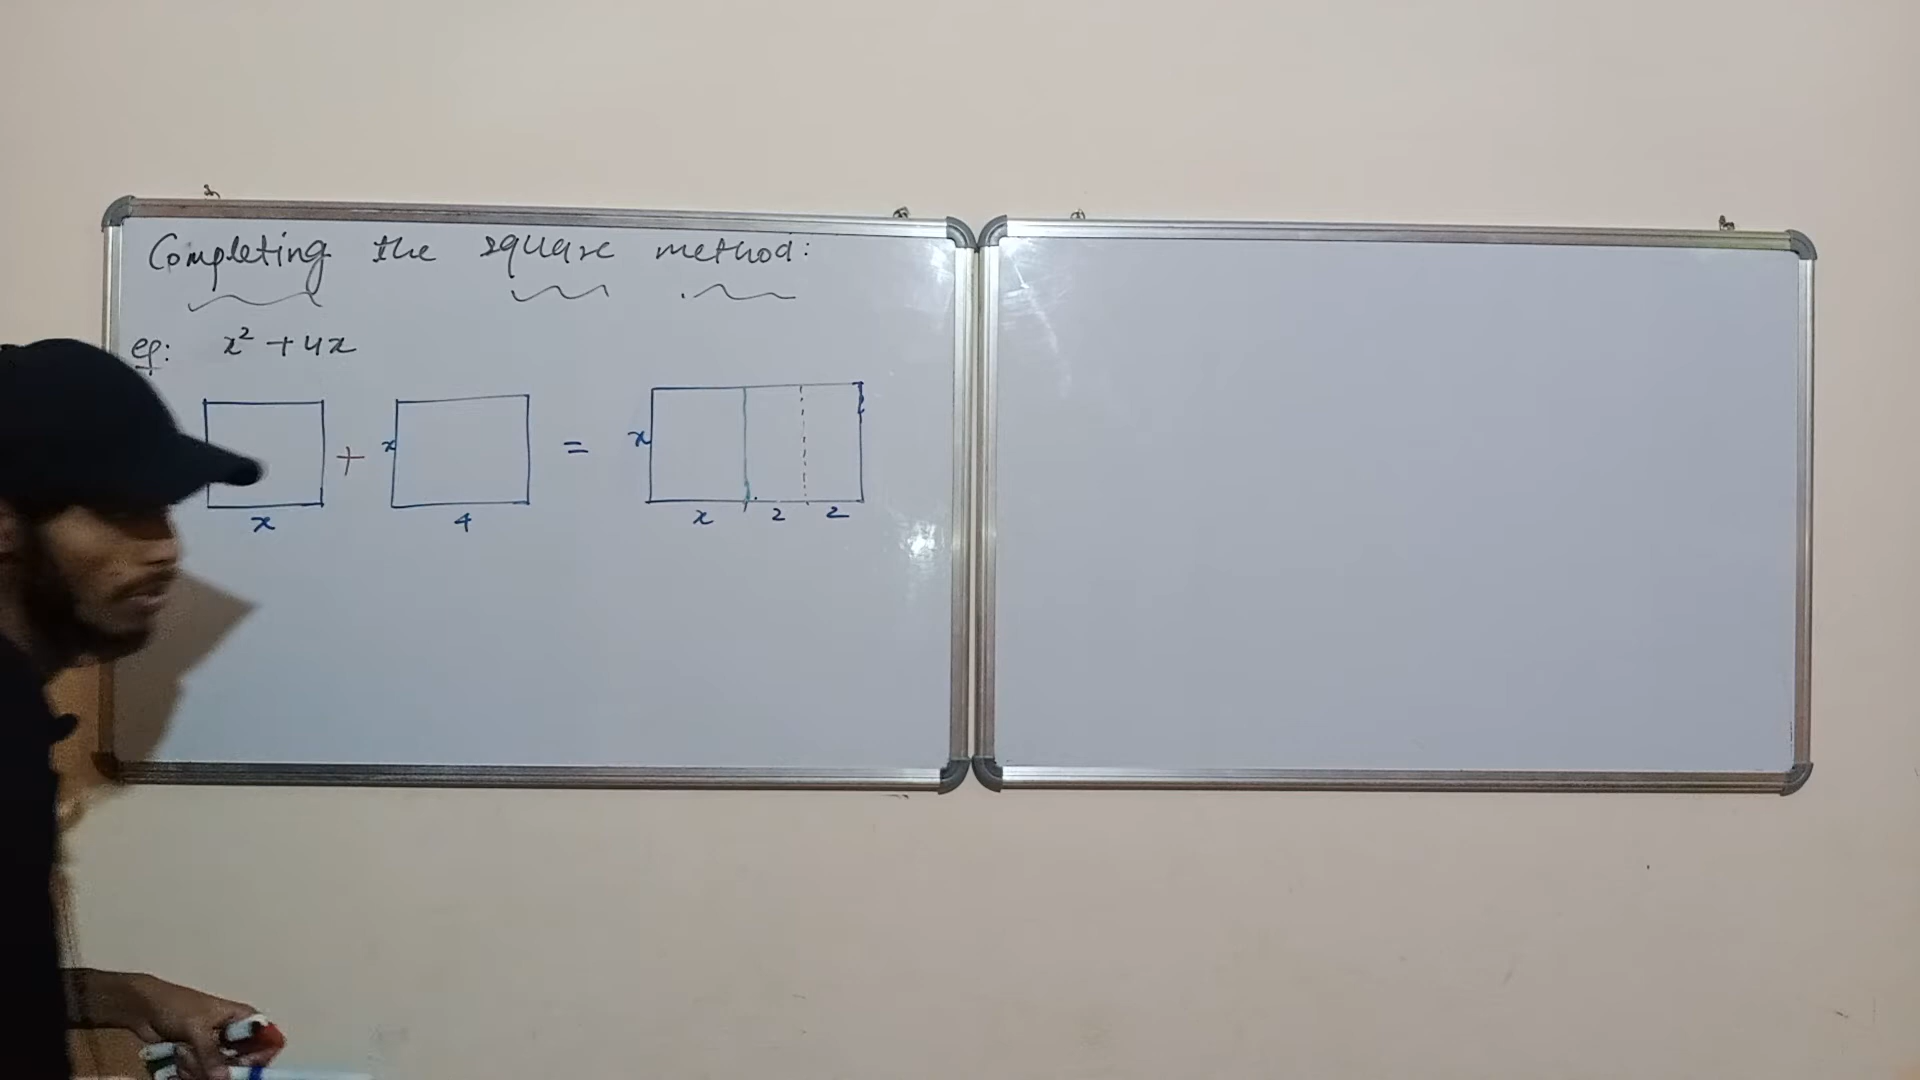 Completing the square method:
eg: x² + 4x
x + x 4 = x x 2 2